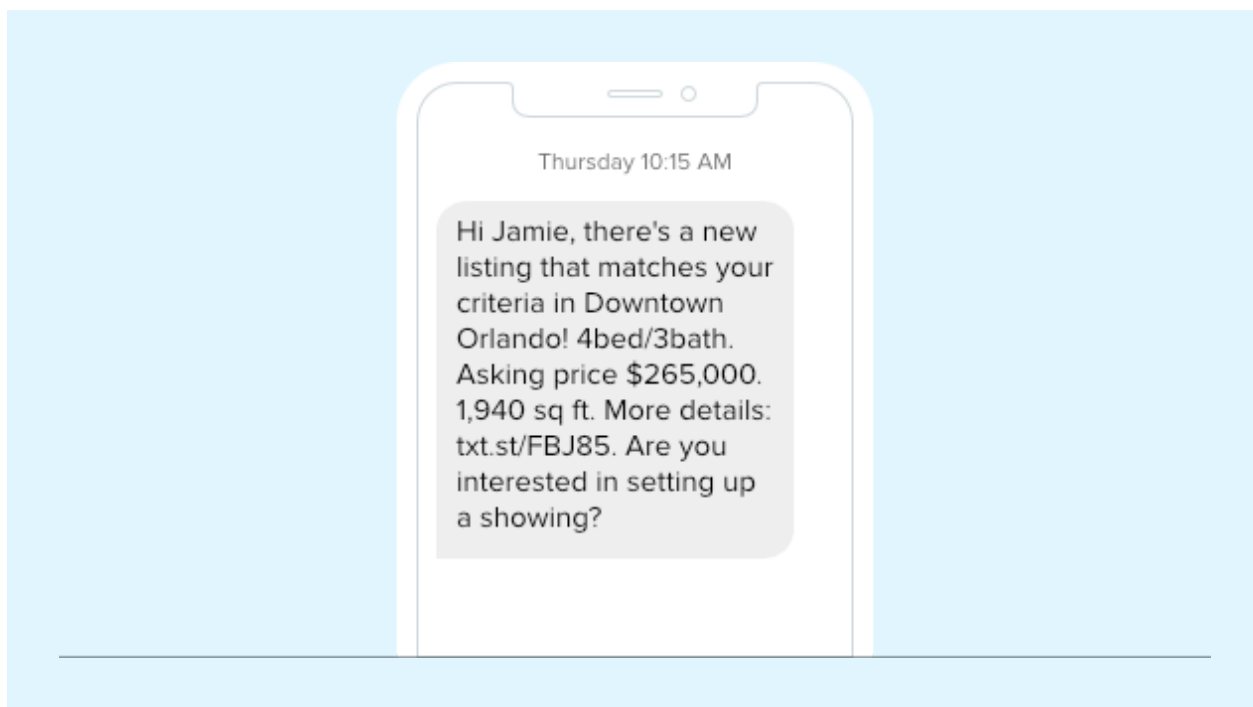 Thursday 10:15 AM
Hi Jamie, there's a new
listing that matches your
criteria in Downtown
Orlando! 4bed/3bath.
Asking price $265,000.
1,940 sq ft. More details:
txt.st/FBJ85. Are you
interested in setting up
a showing?